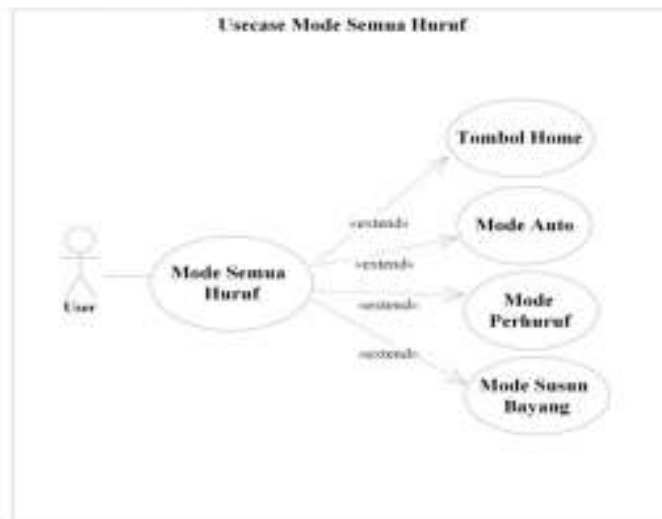 Usecase Mode Semua Huruf
Tombol Home
«extend»
Mode Auto
«extend»
Mode Semua
Huruf
User
Mode
Perhuruf
«extend»
«extend»
Mode Susun
Bayang